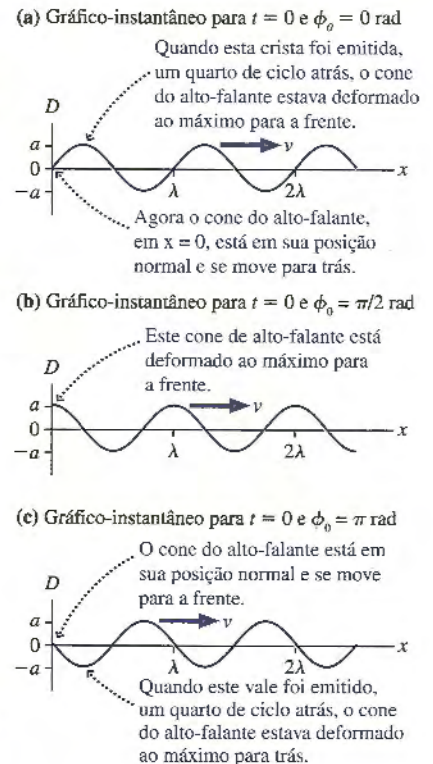 (a) Gráfico-instantâneo para t = 0 e ϕ₀ = 0 rad
Quando esta crista foi emitida,
um quarto de ciclo atrás, o cone
do alto-falante estava deformado
ao máximo para a frente.
D
a
0
−a
v
λ
2λ
x
Agora o cone do alto-falante,
em x = 0, está em sua posição
normal e se move para trás.
(b) Gráfico-instantâneo para t = 0 e ϕ₀ = π/2 rad
Este cone de alto-falante está
deformado ao máximo para
a frente.
D
a
0
−a
v
λ
2λ
x
(c) Gráfico-instantâneo para t = 0 e ϕ₀ = π rad
O cone do alto-falante está em
sua posição normal e se move
para a frente.
D
a
0
−a
v
λ
2λ
x
Quando este vale foi emitido,
um quarto de ciclo atrás, o cone
do alto-falante estava deformado
ao máximo para trás.